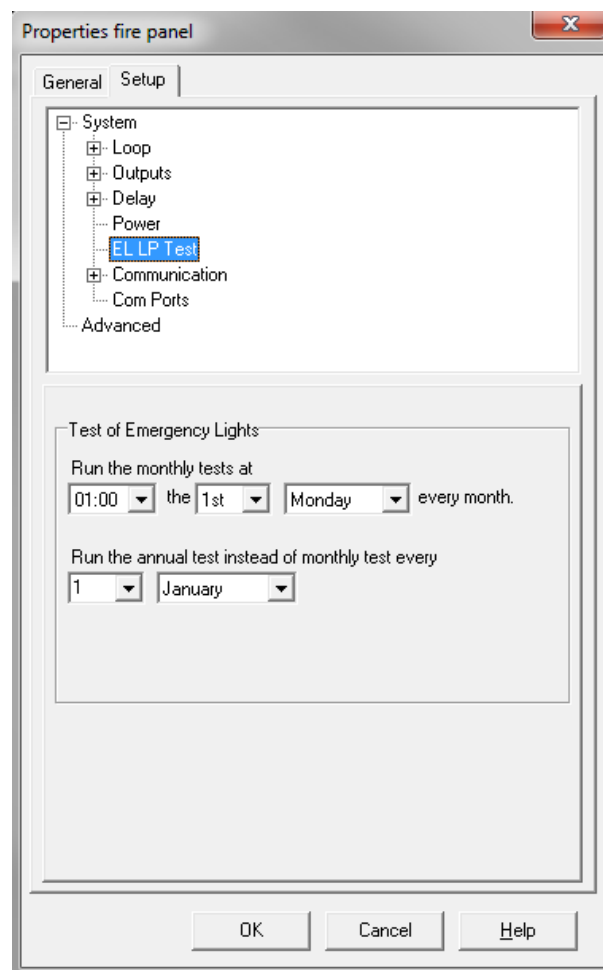 Properties fire panel
General Setup
System
Loop
Outputs
Delay
Power
EL LP Test
Communication
Com Ports
Advanced
Test of Emergency Lights
Run the monthly tests at
01:00 the 1st Monday every month.
Run the annual test instead of monthly test every
1 January
OK Cancel Help